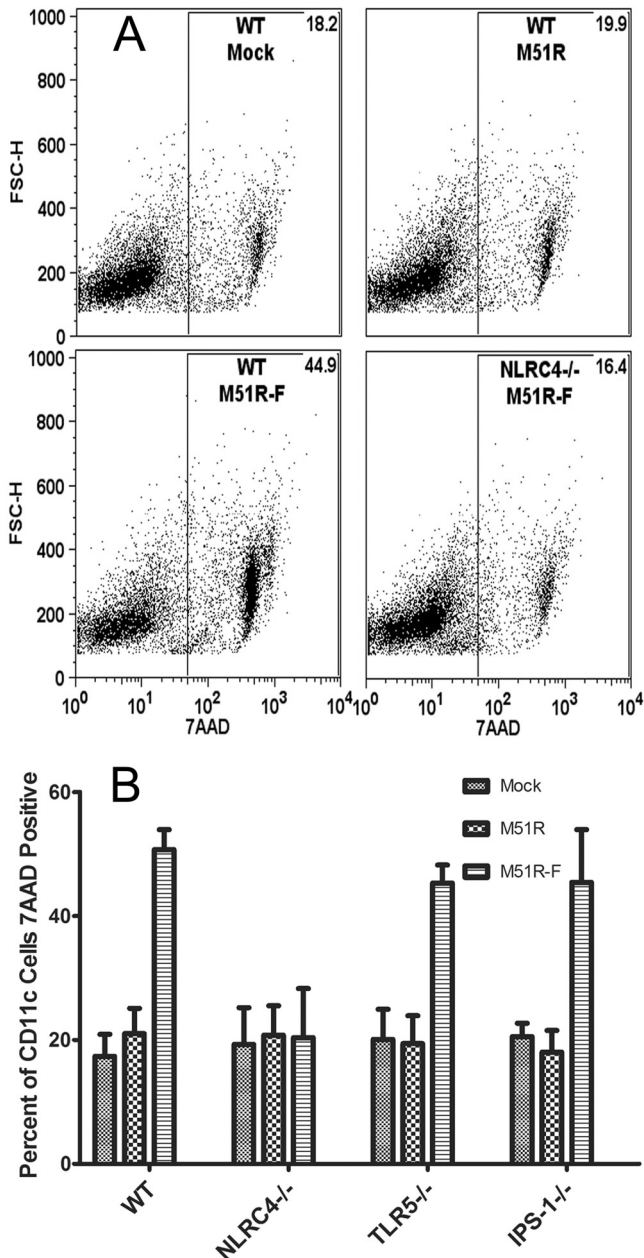 A
WT
Mock
18.2
WT
M51R
19.9
1000
800
600
400
200
0
FSC-H
WT
M51R-F
44.9
NLRC4-/-
M51R-F
16.4
1000
800
600
400
200
0
FSC-H
10^0 10^1 10^2 10^3 10^4
7AAD
10^0 10^1 10^2 10^3 10^4
7AAD
B
Mock
M51R
M51R-F
60
40
20
0
Percent of CD11c Cells 7AAD Positive
WT
NLRC4-/-
TLR5-/-
IPS-1-/-